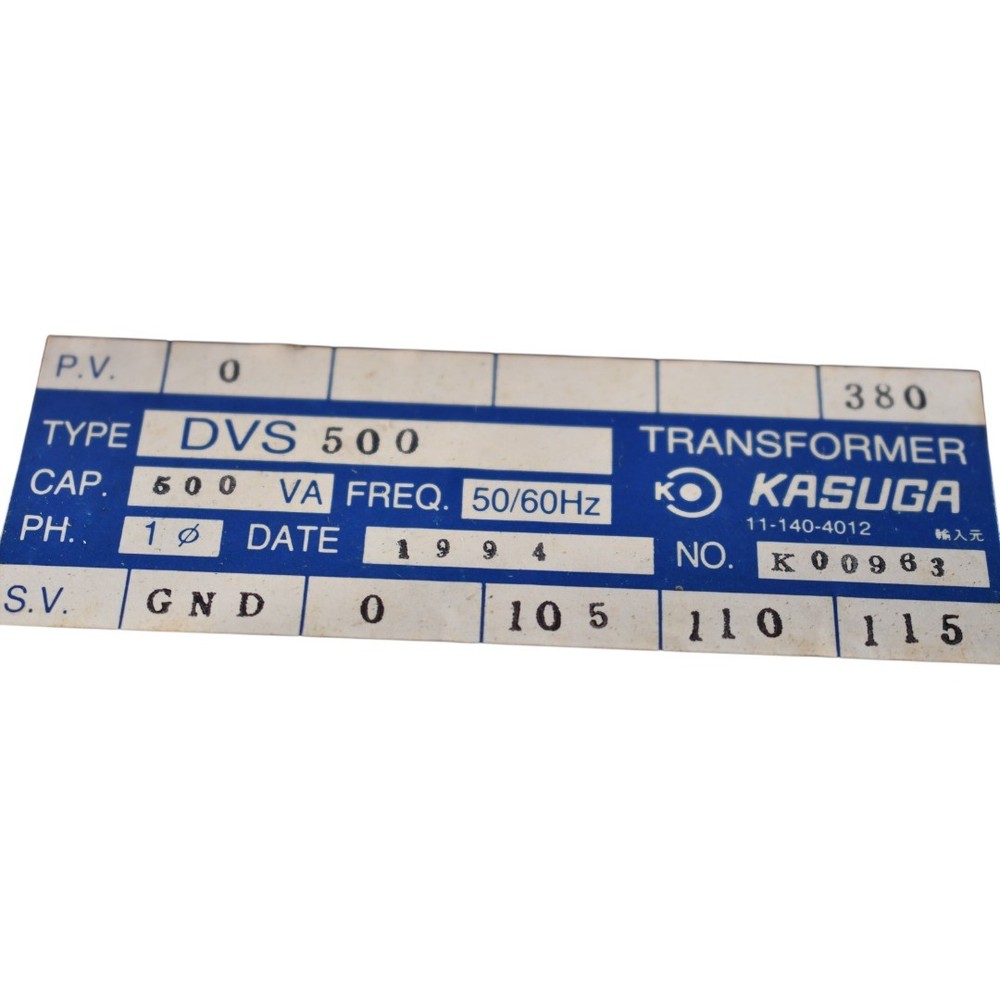 P.V. 0 380
TYPE DVS 500 TRANSFORMER
CAP. 500 VA FREQ. 50/60Hz KASUGA
11-140-4012 輸入元
PH. 1φ DATE 1994 NO. K00963
S.V. GND 0 105 110 115